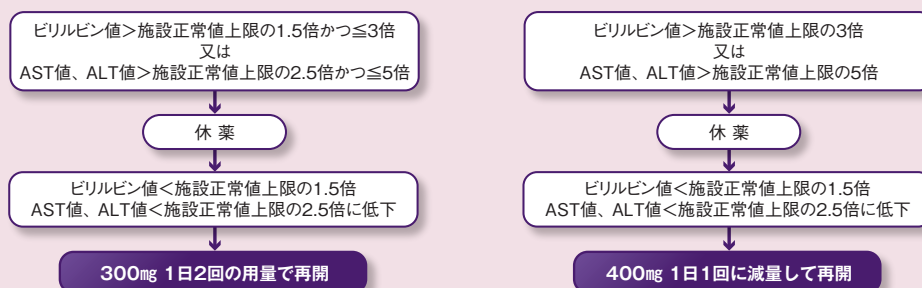 ビリルビン値>施設正常値上限の1.5倍かつ≦3倍
又は
AST値、ALT値>施設正常値上限の2.5倍かつ≦5倍
休 薬
ビリルビン値<施設正常値上限の1.5倍
AST値、ALT値<施設正常値上限の2.5倍に低下
300㎎ 1日2回の用量で再開
ビリルビン値>施設正常値上限の3倍
又は
AST値、ALT値>施設正常値上限の5倍
休 薬
ビリルビン値<施設正常値上限の1.5倍
AST値、ALT値<施設正常値上限の2.5倍に低下
400㎎ 1日1回に減量して再開